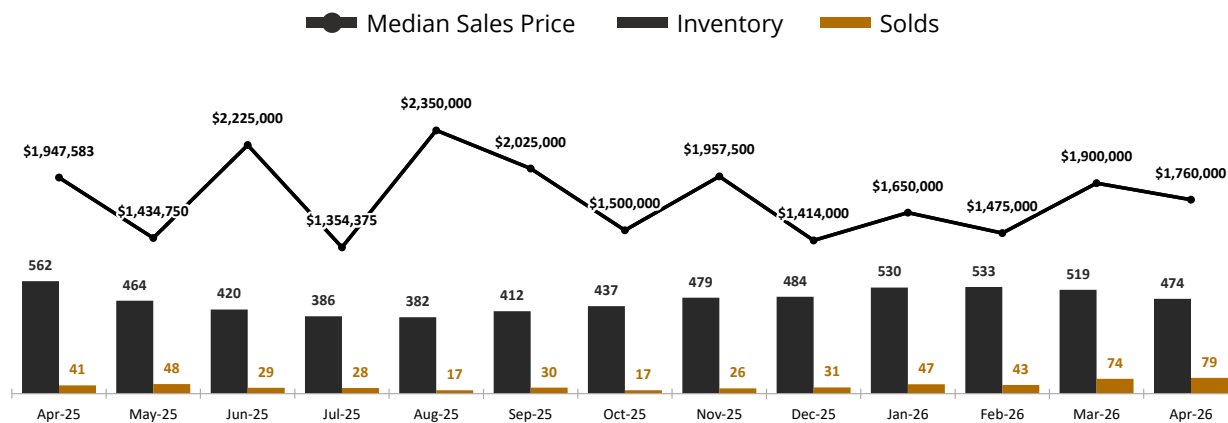 Median Sales Price Inventory Solds
$1,947,583 $1,434,750 $2,225,000 $1,354,375 $2,350,000 $2,025,000 $1,500,000 $1,957,500 $1,414,000 $1,650,000 $1,475,000 $1,900,000 $1,760,000
562 464 420 386 382 412 437 479 484 530 533 519 474
41 48 29 28 17 30 17 26 31 47 43 74 79
Apr-25 May-25 Jun-25 Jul-25 Aug-25 Sep-25 Oct-25 Nov-25 Dec-25 Jan-26 Feb-26 Mar-26 Apr-26